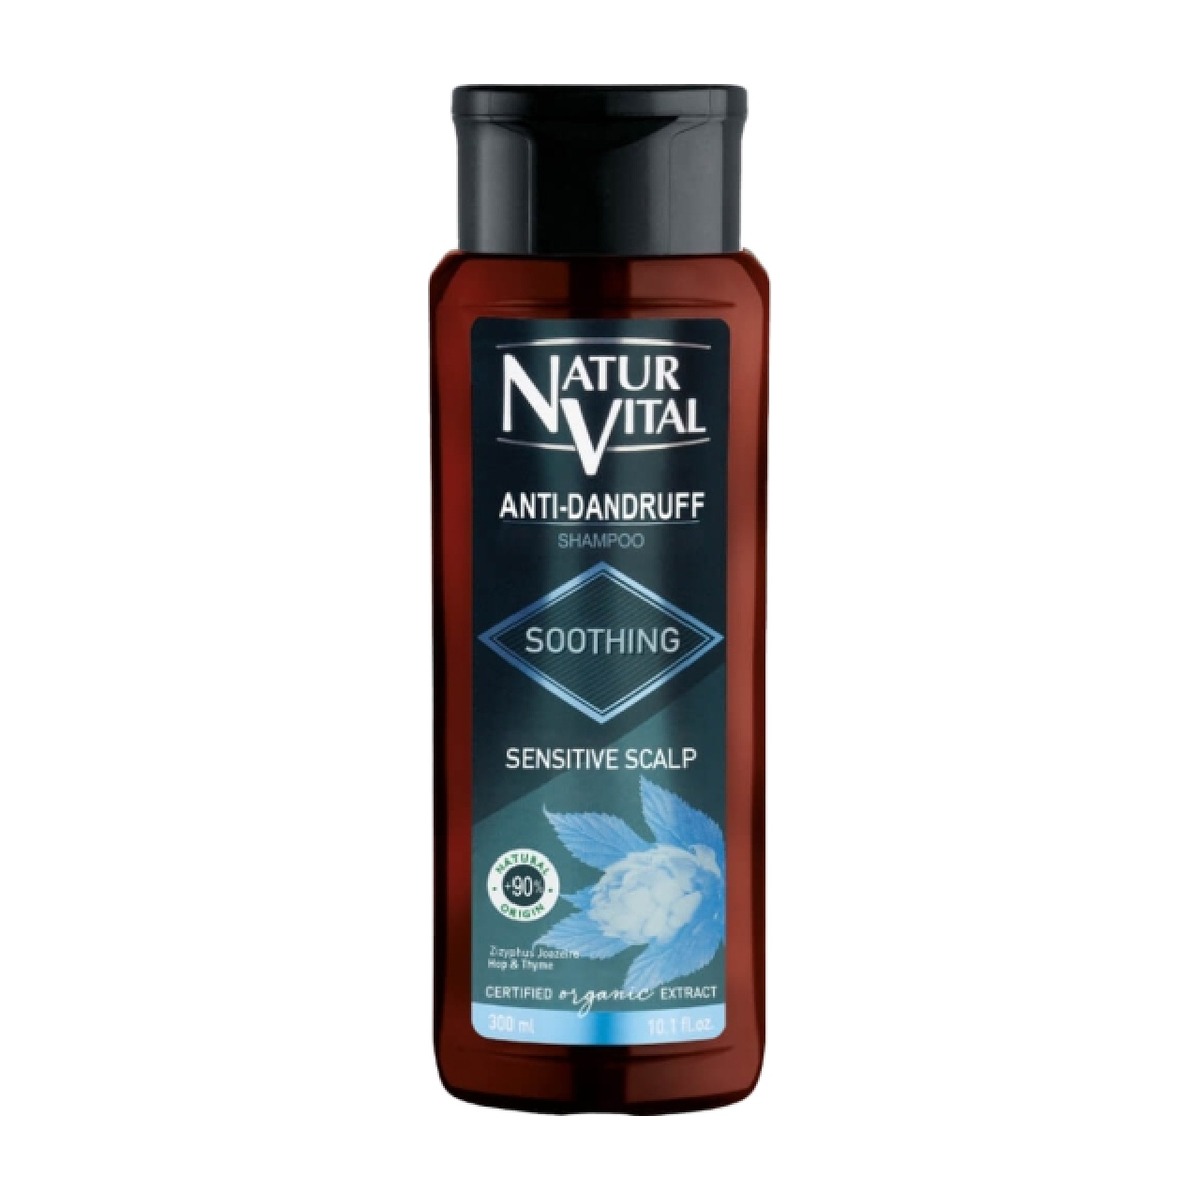 NATUR
VITAL
ANTI-DANDRUFF
SHAMPOO
SOOTHING
SENSITIVE SCALP
NATURAL
+90%
ORIGIN
Zizyphus Joazeiro
Hop & Thyme
CERTIFIED organic EXTRACT
300 ml 10.1 fl.oz.